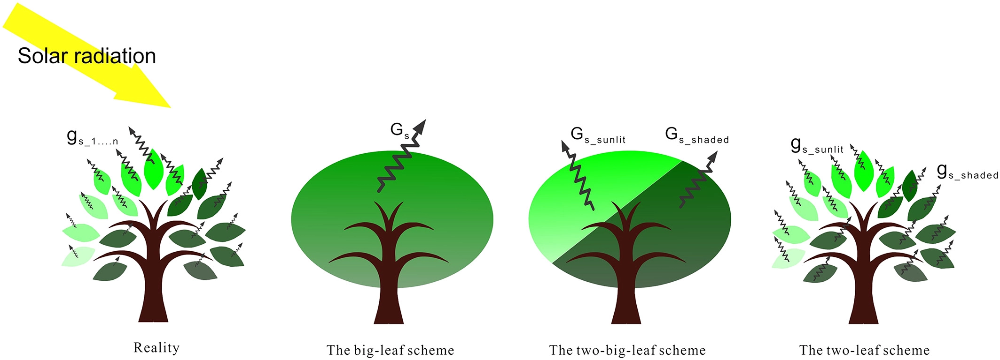 Solar radiation
gs_1....n
Gs
Gs_sunlit
Gs_shaded
gs_sunlit
gs_shaded
Reality
The big-leaf scheme
The two-big-leaf scheme
The two-leaf scheme